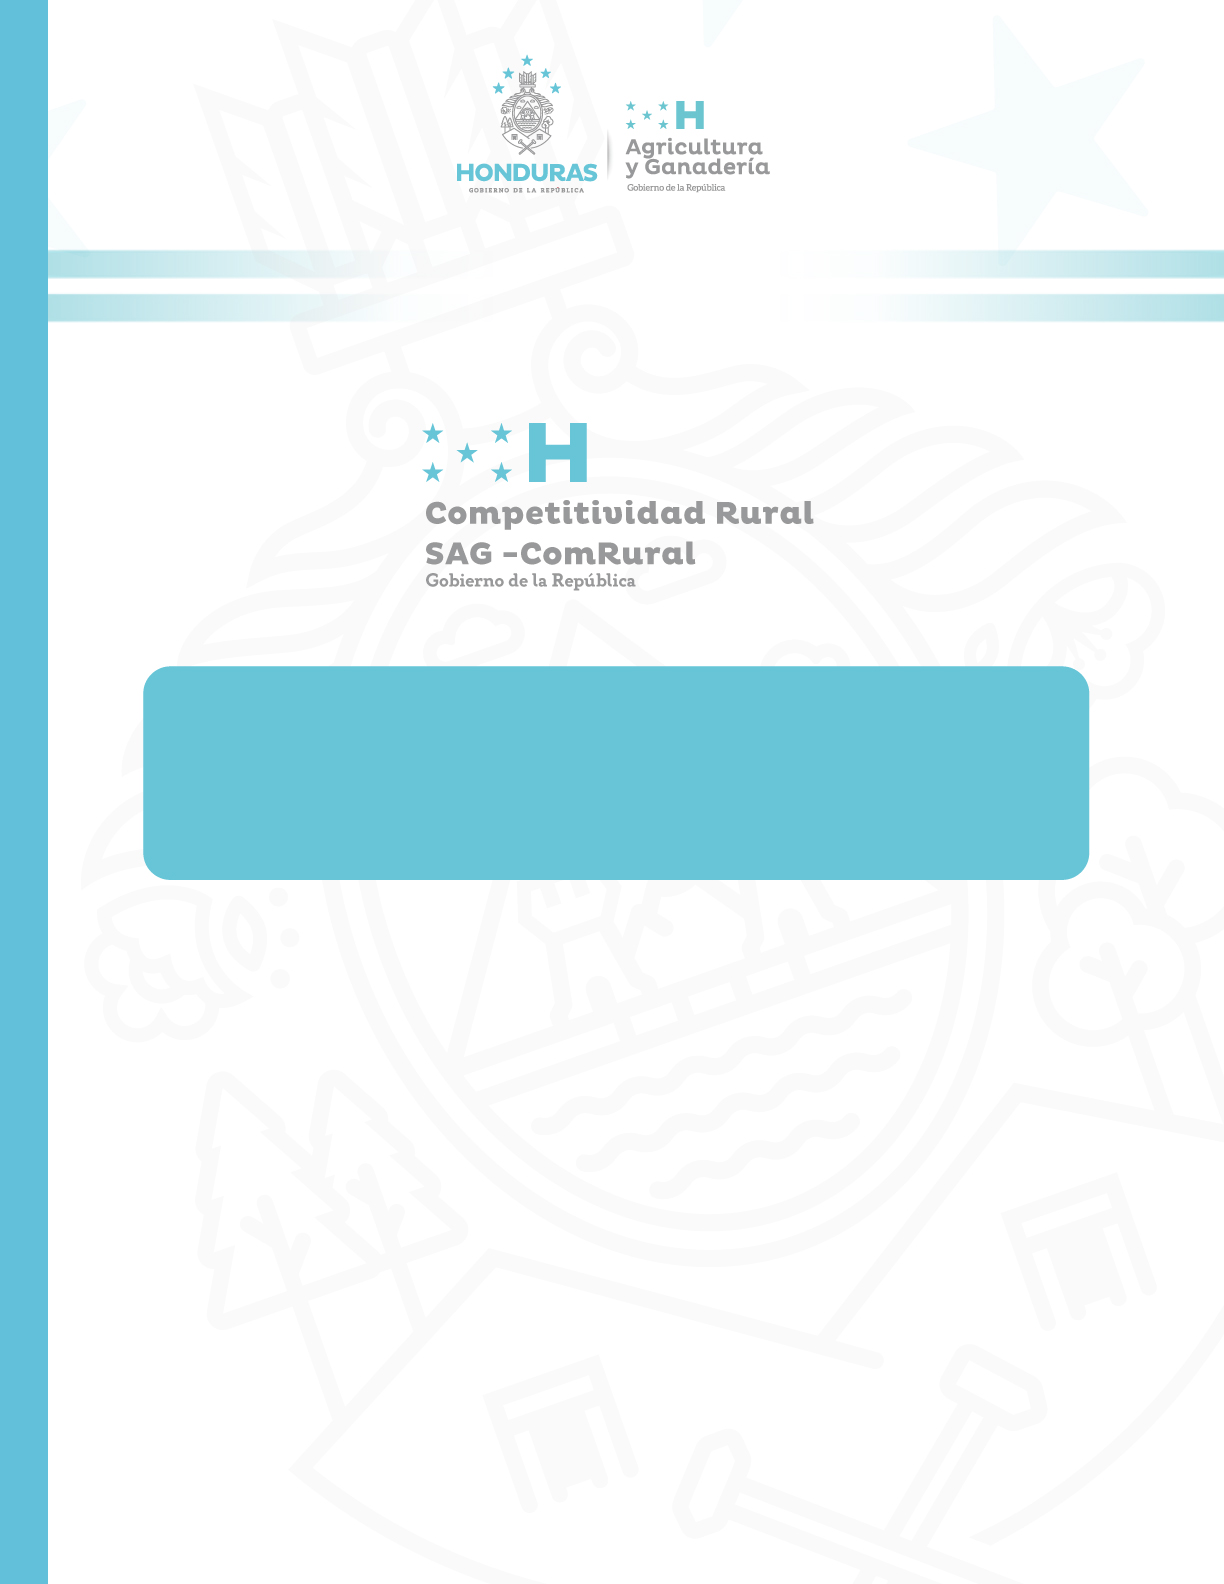 HONDURAS
GOBIERNO DE LA REPÚBLICA
H
Agricultura
y Ganadería
Gobierno de la República
H
Competitividad Rural
SAG -ComRural
Gobierno de la República